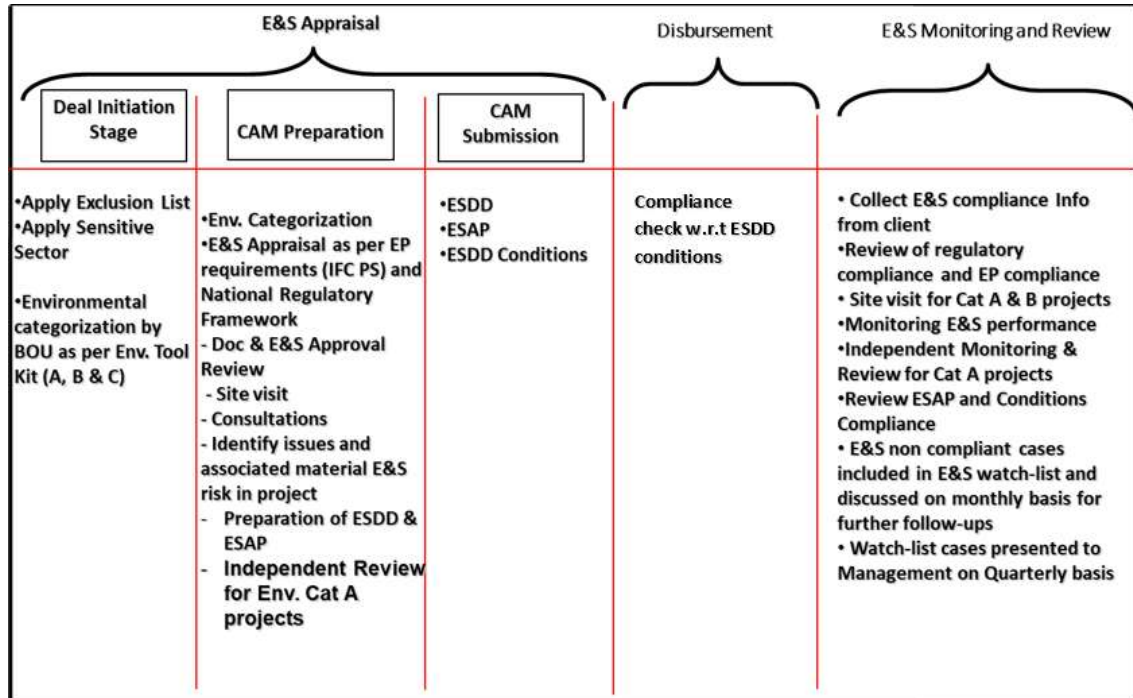 E&S Appraisal
Disbursement
E&S Monitoring and Review
Deal Initiation
Stage
CAM Preparation
CAM
Submission
•Apply Exclusion List
•Apply Sensitive
Sector
•Environmental
categorization by
BOU as per Env. Tool
Kit (A, B & C)
•Env. Categorization
•E&S Appraisal as per EP
requirements (IFC PS) and
National Regulatory
Framework
- Doc & E&S Approval
Review
- Site visit
- Consultations
- Identify issues and
associated material E&S
risk in project
- Preparation of ESDD &
ESAP
- Independent Review
for Env. Cat A
projects
•ESDD
•ESAP
•ESDD Conditions
Compliance
check w.r.t ESDD
conditions
• Collect E&S compliance Info
from client
•Review of regulatory
compliance and EP compliance
• Site visit for Cat A & B projects
•Monitoring E&S performance
•Independent Monitoring &
Review for Cat A projects
•Review ESAP and Conditions
Compliance
• E&S non compliant cases
included in E&S watch-list and
discussed on monthly basis for
further follow-ups
• Watch-list cases presented to
Management on Quarterly basis